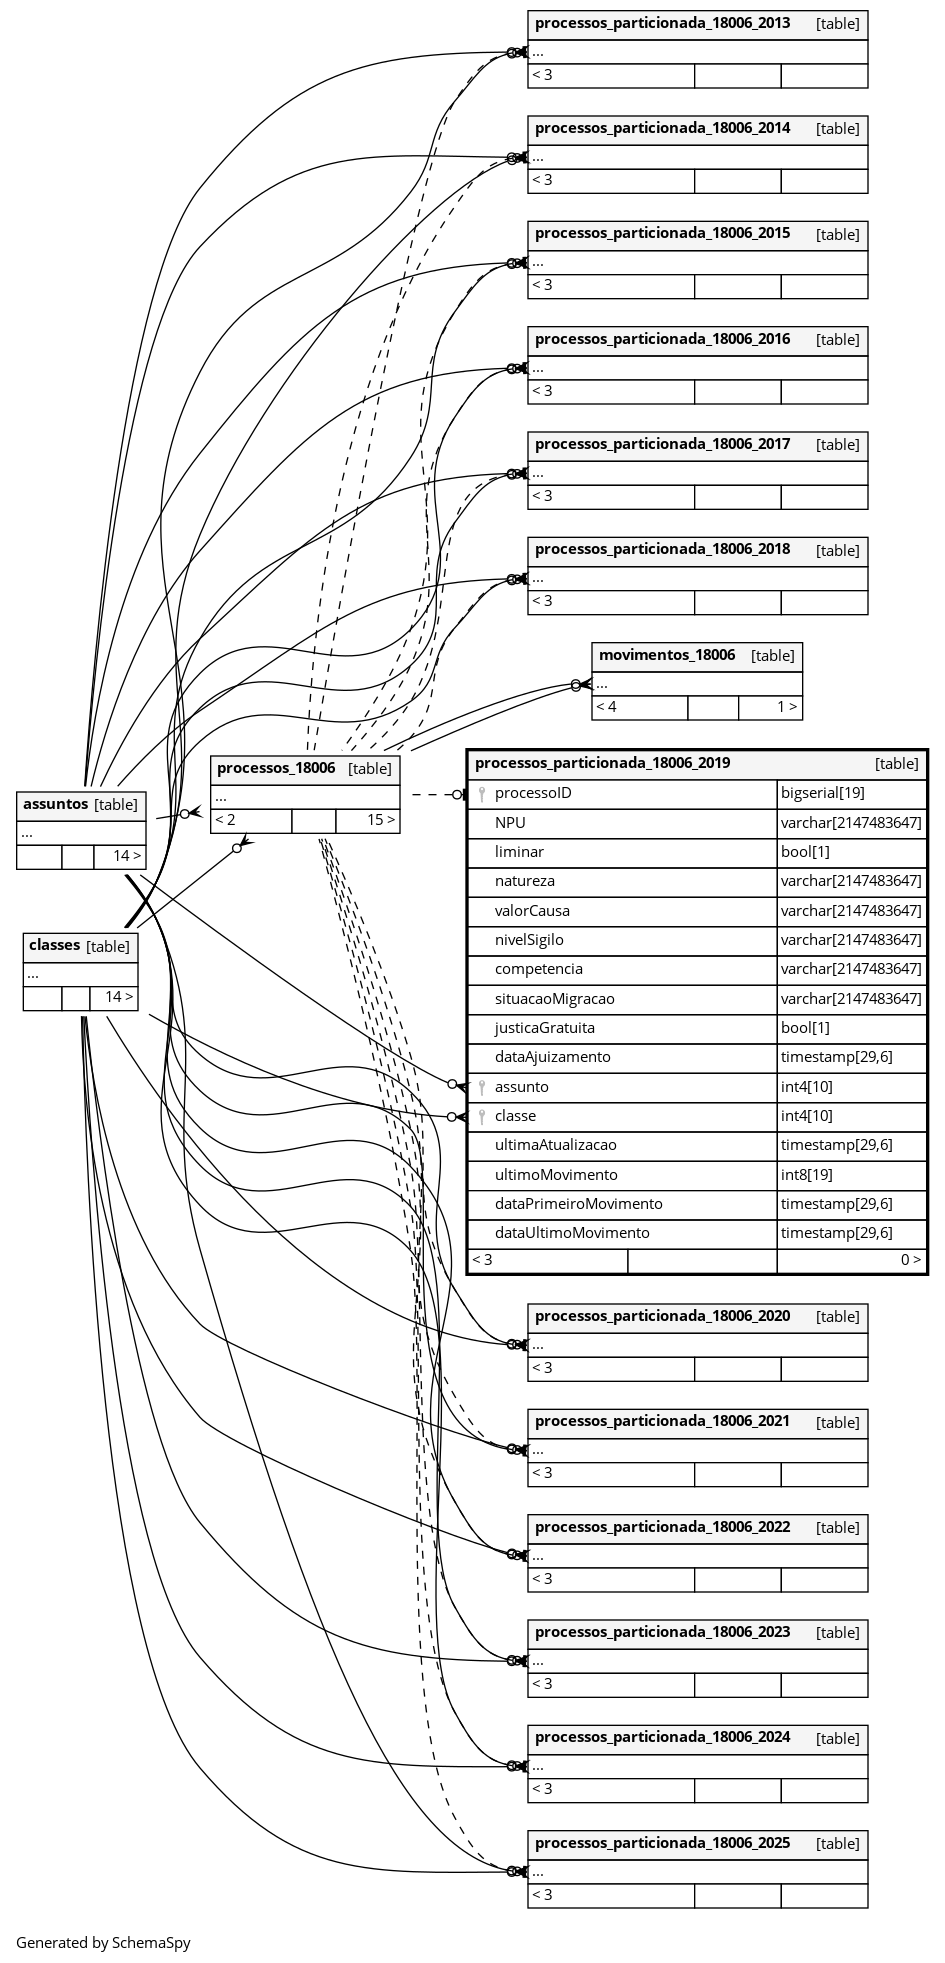 processos_particionada_18006_2013 [table]
...
< 3
processos_particionada_18006_2014 [table]
...
< 3
processos_particionada_18006_2015 [table]
...
< 3
processos_particionada_18006_2016 [table]
...
< 3
processos_particionada_18006_2017 [table]
...
< 3
processos_particionada_18006_2018 [table]
...
< 3
movimentos_18006 [table]
...
< 4 1 >
processos_18006 [table]
...
< 2 15 >
assuntos [table]
...
14 >
classes [table]
...
14 >
processos_particionada_18006_2019 [table]
processoID bigserial[19]
NPU varchar[2147483647]
liminar bool[1]
natureza varchar[2147483647]
valorCausa varchar[2147483647]
nivelSigilo varchar[2147483647]
competencia varchar[2147483647]
situacaoMigracao varchar[2147483647]
justicaGratuita bool[1]
dataAjuizamento timestamp[29,6]
assunto int4[10]
classe int4[10]
ultimaAtualizacao timestamp[29,6]
ultimoMovimento int8[19]
dataPrimeiroMovimento timestamp[29,6]
dataUltimoMovimento timestamp[29,6]
< 3 0 >
processos_particionada_18006_2020 [table]
...
< 3
processos_particionada_18006_2021 [table]
...
< 3
processos_particionada_18006_2022 [table]
...
< 3
processos_particionada_18006_2023 [table]
...
< 3
processos_particionada_18006_2024 [table]
...
< 3
processos_particionada_18006_2025 [table]
...
< 3
Generated by SchemaSpy